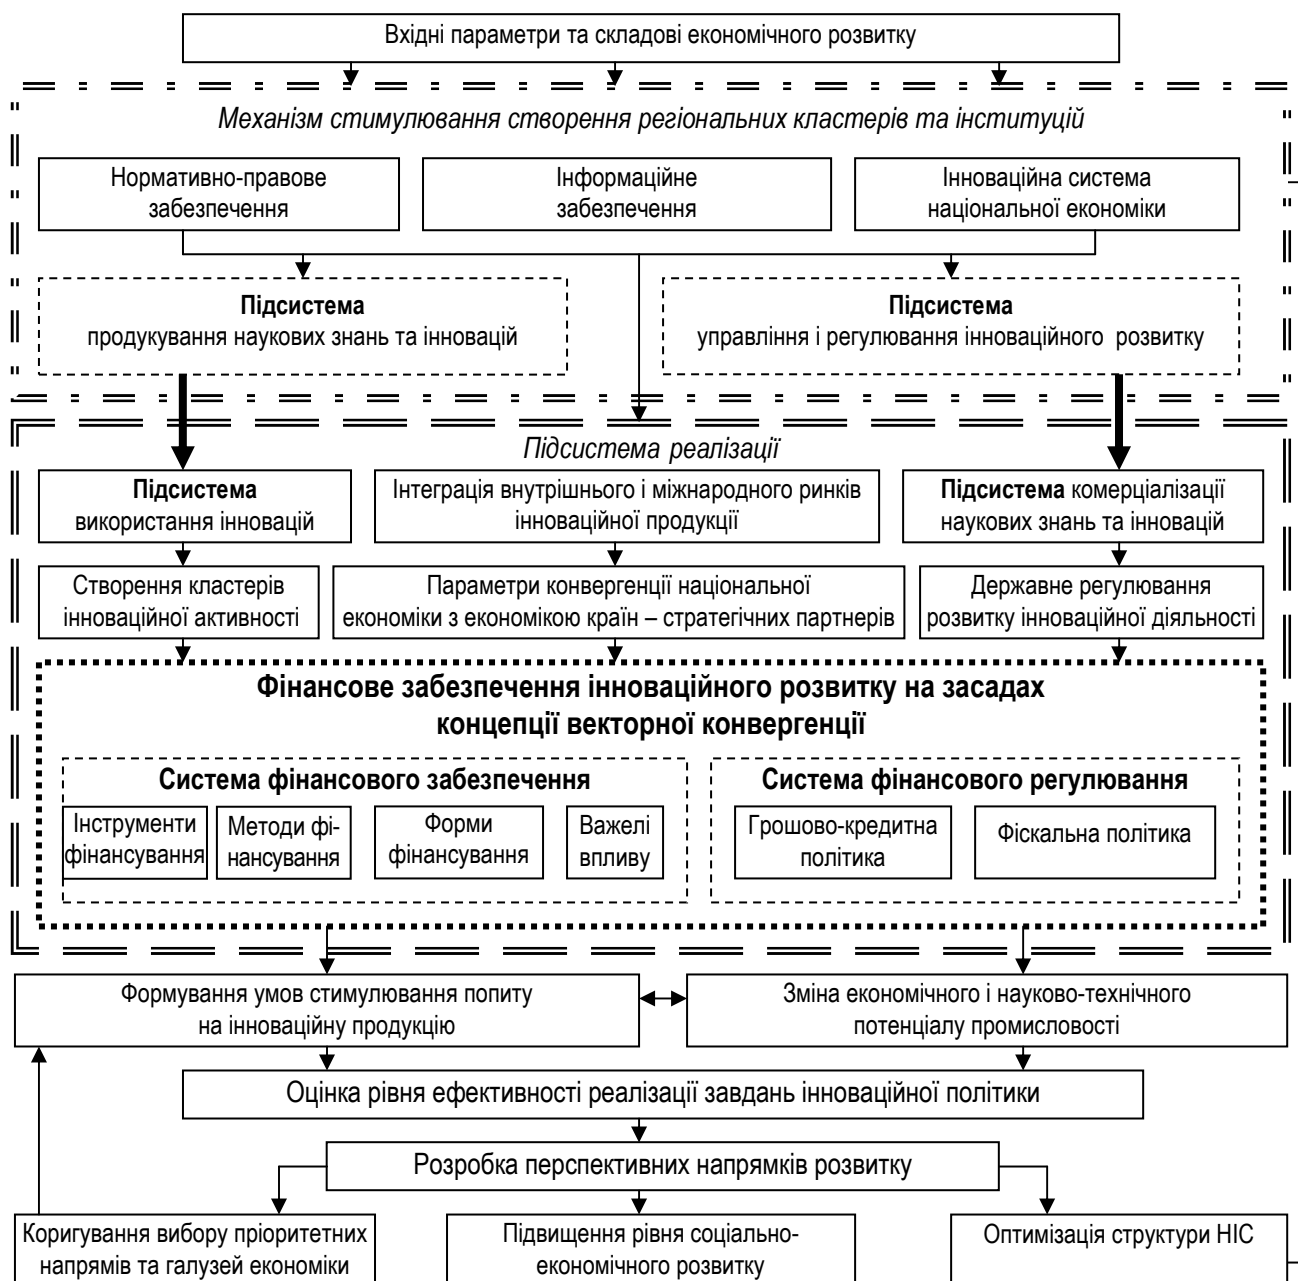 Вхідні параметри та складові економічного розвитку
Механізм стимулювання створення регіональних кластерів та інституцій
Нормативно-правове
забезпечення
Інформаційне
забезпечення
Інноваційна система
національної економіки
Підсистема
продукування наукових знань та інновацій
Підсистема
управління і регулювання інноваційного розвитку
Підсистема реалізації
Підсистема
використання інновацій
Інтеграція внутрішнього і міжнародного ринків
інноваційної продукції
Підсистема комерціалізації
наукових знань та інновацій
Створення кластерів
інноваційної активності
Параметри конвергенції національної
економіки з економікою країн – стратегічних партнерів
Державне регулювання
розвитку інноваційної діяльності
Фінансове забезпечення інноваційного розвитку на засадах
концепції векторної конвергенції
Система фінансового забезпечення
Інструменти
фінансування
Методи фі-
нансування
Форми
фінансування
Важелі
впливу
Система фінансового регулювання
Грошово-кредитна
політика
Фіскальна політика
Формування умов стимулювання попиту
на інноваційну продукцію
Зміна економічного і науково-технічного
потенціалу промисловості
Оцінка рівня ефективності реалізації завдань інноваційної політики
Розробка перспективних напрямків розвитку
Коригування вибору пріоритетних
напрямів та галузей економіки
Підвищення рівня соціально-
економічного розвитку
Оптимізація структури НІС